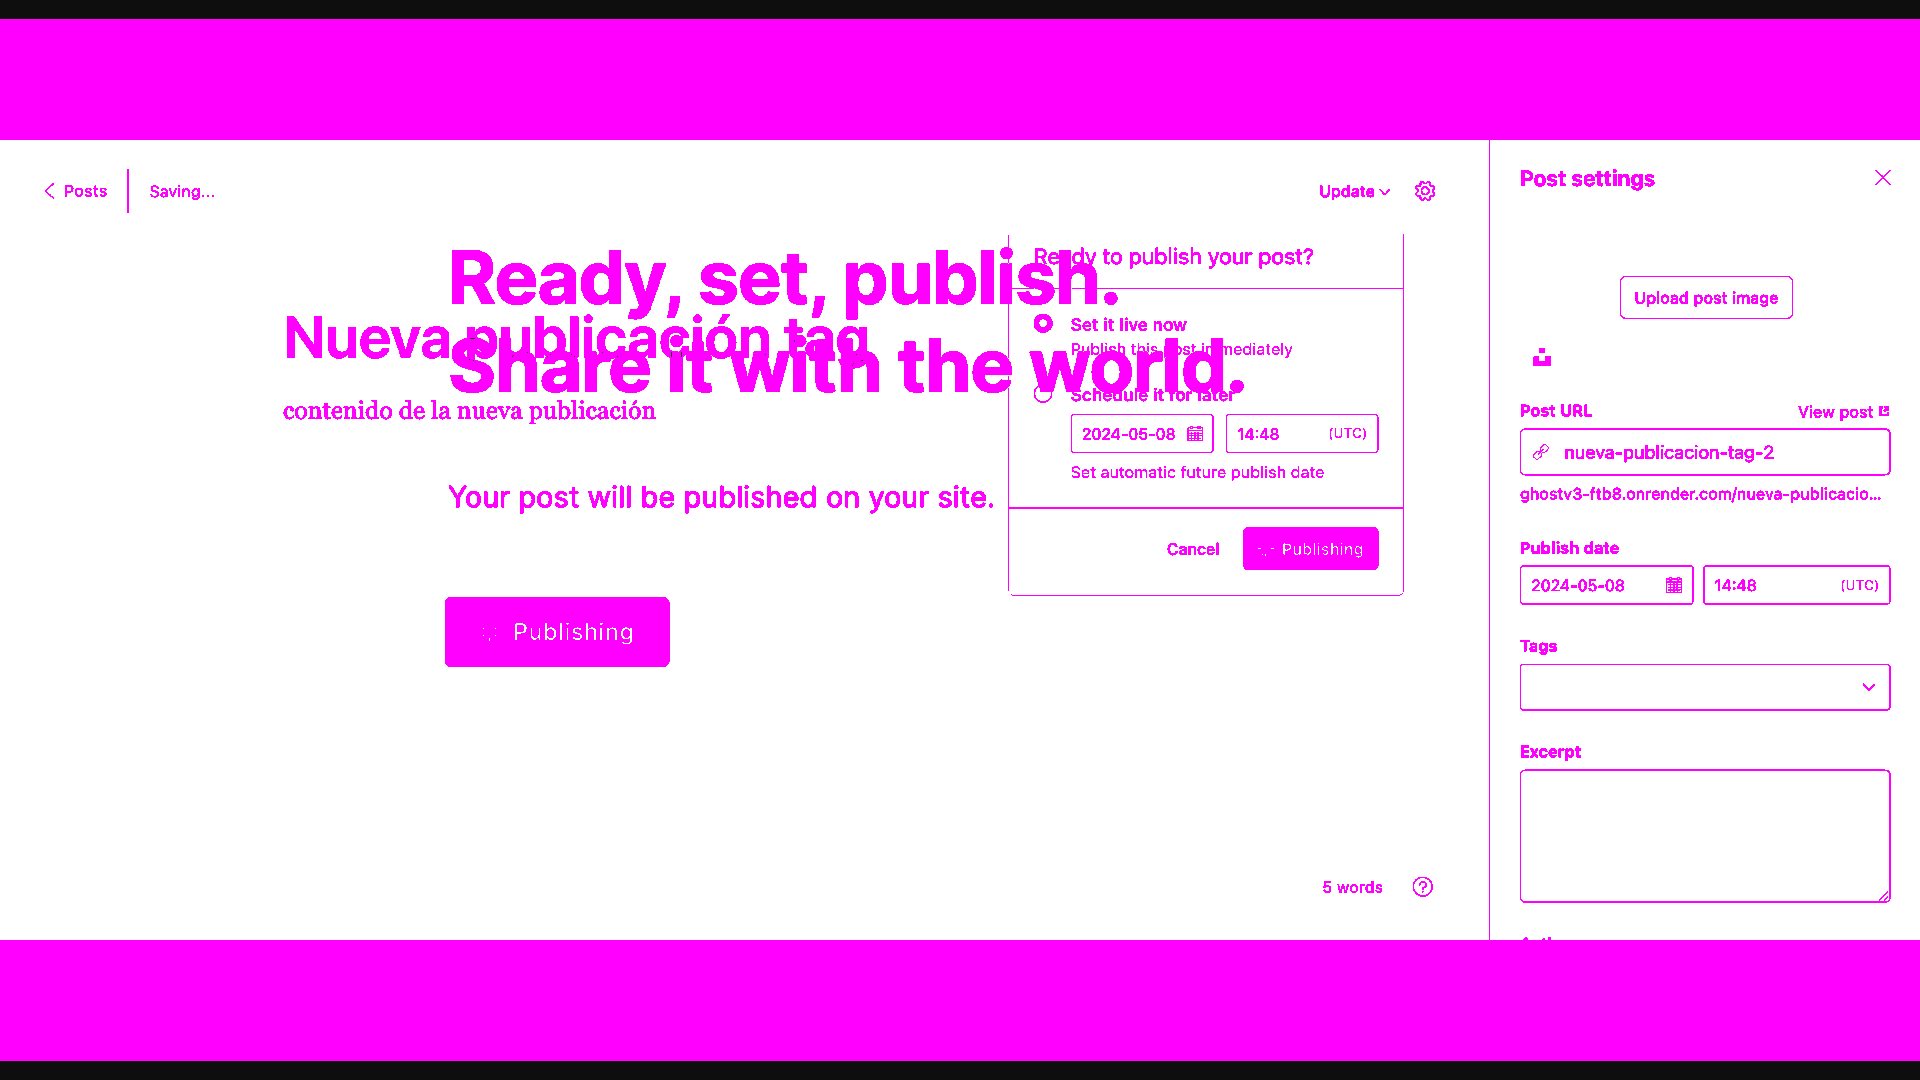 Posts
Saving...
Update
Ready, set, publish.
Share it with the world.
Nueva publicación tag
contenido de la nueva publicación
Your post will be published on your site.
Publishing
Ready to publish your post?
Set it live now
Publish this post immediately
Schedule it for later
2024-05-08
14:48
(UTC)
Set automatic future publish date
Cancel
Publishing
5 words
Post settings
Upload post image
Post URL
View post
nueva-publicacion-tag-2
ghostv3-ftb8.onrender.com/nueva-publicacio...
Publish date
2024-05-08
14:48
(UTC)
Tags
Excerpt